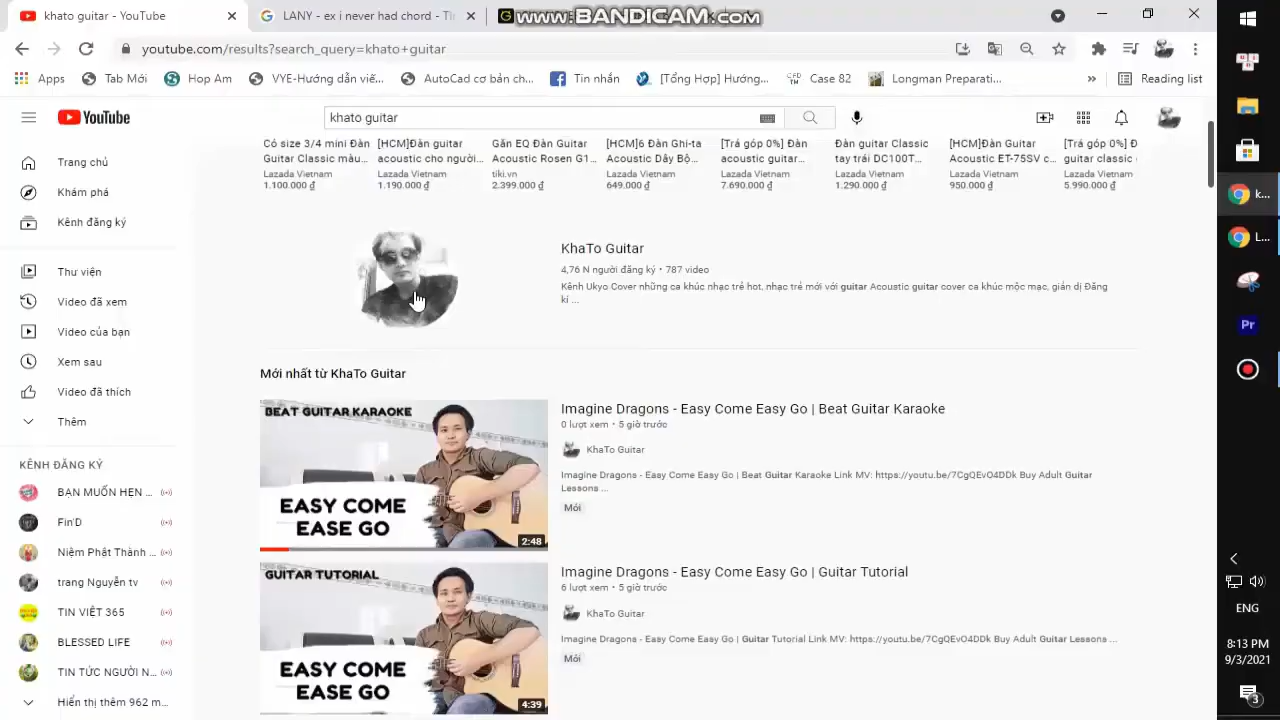 khato guitar - YouTube
LANY - ex i never had chord - Ti
www.BANDICAM.com
youtube.com/results?search_query=khato+guitar
Apps
Tab Mới
Hop Am
VYE-Hướng dẫn viê...
AutoCad cơ bản ch...
Tin nhắn
[Tổng Hợp] Hướng...
Case 82
Longman Preparati...
»
Reading list
YouTube
khato guitar
Trang chủ
Khám phá
Kênh đăng ký
Thư viện
Video đã xem
Video của bạn
Xem sau
Video đã thích
Thêm
KÊNH ĐĂNG KÝ
BẠN MUỐN HẸN ...
Fin'D
Niệm Phật Thành ...
trang Nguyễn tv
TIN VIỆT 365
BLESSED LIFE
TIN TỨC NGƯỜI N...
Hiển thị thêm 962 m...
Có size 3/4 mini Đàn
Guitar Classic màu...
Lazada Vietnam
1.100.000 ₫
[HCM]Đàn guitar
acoustic cho người...
Lazada Vietnam
1.190.000 ₫
Gắn EQ Đàn Guitar
Acoustic Rosen G1...
tiki.vn
2.399.000 ₫
[HCM]6 Đàn Ghi-ta
Acoustic Dây Bộ...
Lazada Vietnam
649.000 ₫
[Trả góp 0%] Đàn
acoustic guitar...
Lazada Vietnam
7.690.000 ₫
Đàn guitar Classic
tay trái DC100T...
Lazada Vietnam
1.290.000 ₫
[HCM]Đàn Guitar
Acoustic ET-75SV c...
Lazada Vietnam
950.000 ₫
[Trả góp 0%] Đ
guitar classic
Lazada Vietnam
5.990.000 ₫
KhaTo Guitar
4,76 N người đăng ký • 787 video
Kênh Ukyo Cover những ca khúc nhạc trẻ hot, nhạc trẻ mới với guitar Acoustic guitar cover ca khúc mộc mạc, giản dị Đăng
kí ...
Mới nhất từ KhaTo Guitar
BEAT GUITAR KARAOKE
EASY COME
EASE GO
2:48
Imagine Dragons - Easy Come Easy Go | Beat Guitar Karaoke
0 lượt xem • 5 giờ trước
KhaTo Guitar
Imagine Dragons - Easy Come Easy Go | Beat Guitar Karaoke Link MV: https://youtu.be/7CgQEvO4DDk Buy Adult Guitar
Lessons ...
Mới
GUITAR TUTORIAL
EASY COME
EASE GO
4:39
Imagine Dragons - Easy Come Easy Go | Guitar Tutorial
6 lượt xem • 5 giờ trước
KhaTo Guitar
Imagine Dragons - Easy Come Easy Go | Guitar Tutorial Link MV: https://youtu.be/7CgQEvO4DDk Buy Adult Guitar Lessons ...
Mới
k...
L...
Pr
ENG
8:13 PM
9/3/2021
3